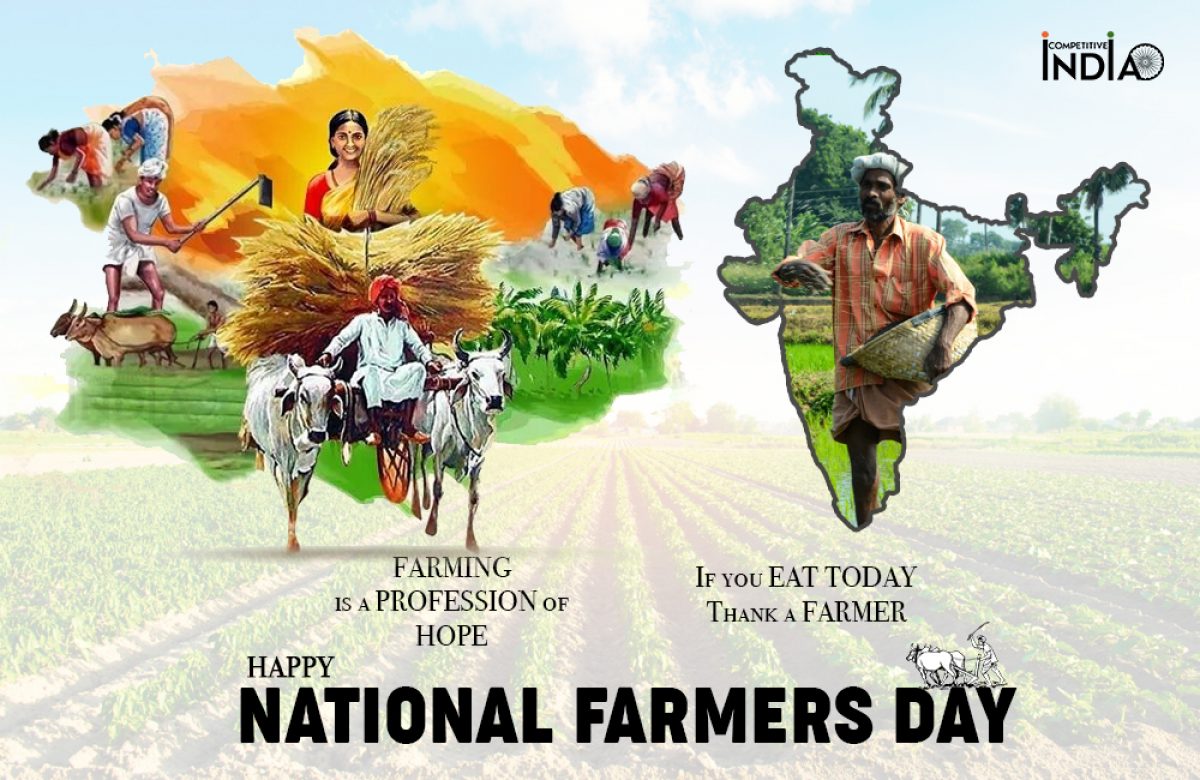 COMPETITIVE
INDIA
FARMING
IS A PROFESSION OF
HOPE
IF YOU EAT TODAY
THANK A FARMER
HAPPY
NATIONAL FARMERS DAY